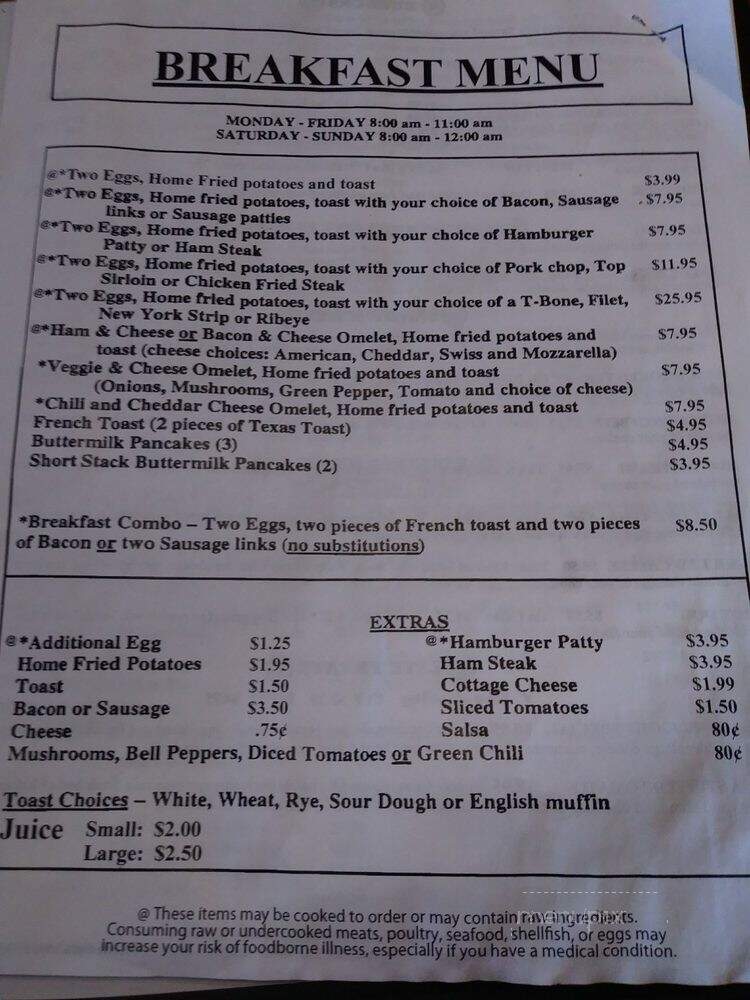 BREAKFAST MENU
MONDAY - FRIDAY 8:00 am - 11:00 am
SATURDAY - SUNDAY 8:00 am - 12:00 am
@*Two Eggs, Home Fried potatoes and toast $3.99
@*Two Eggs, Home Fried potatoes, toast with your choice of Bacon, Sausage $7.95
links or Sausage patties
@*Two Eggs, Home fried potatoes, toast with your choice of Hamburger $7.95
Patty or Ham Steak
@*Two Eggs, Home fried potatoes, toast with your choice of Pork chop, Top $11.95
Sirloin or Chicken Fried Steak
@*Two Eggs, Home fried potatoes, toast with your choice of a T-Bone, Filet, $25.95
New York Strip or Ribeye
@*Ham & Cheese or Bacon & Cheese Omelet, Home fried potatoes and $7.95
toast (cheese choices: American, Cheddar, Swiss and Mozzarella)
*Veggie & Cheese Omelet, Home fried potatoes and toast $7.95
(Onions, Mushrooms, Green Pepper, Tomato and choice of cheese)
*Chili and Cheddar Cheese Omelet, Home fried potatoes and toast $7.95
French Toast (2 pieces of Texas Toast) $4.95
Buttermilk Pancakes (3) $4.95
Short Stack Buttermilk Pancakes (2) $3.95
*Breakfast Combo – Two Eggs, two pieces of French toast and two pieces $8.50
of Bacon or two Sausage links (no substitutions)
EXTRAS
@*Additional Egg $1.25 @*Hamburger Patty $3.95
Home Fried Potatoes $1.95 Ham Steak $3.95
Toast $1.50 Cottage Cheese $1.99
Bacon or Sausage $3.50 Sliced Tomatoes $1.50
Cheese .75¢ Salsa 80¢
Mushrooms, Bell Peppers, Diced Tomatoes or Green Chili 80¢
Toast Choices – White, Wheat, Rye, Sour Dough or English muffin
Juice Small: $2.00
Large: $2.50
@ These items may be cooked to order or may contain raw ingredients.
Consuming raw or undercooked meats, poultry, seafood, shellfish, or eggs may
increase your risk of foodborne illness, especially if you have a medical condition.